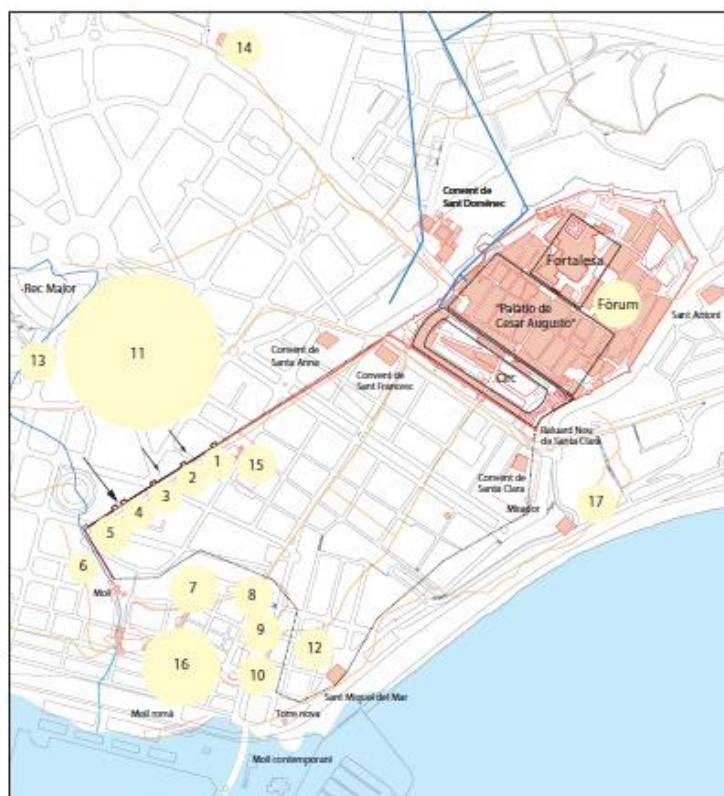 14
Convent de
Sant Domènec
Fortalesa
Fòrum
"Palatio de
Cesar Augusto"
Circ
Sant Antoni
Rec Major
11
13
Convent de
Santa Anna
Convent de
Sant Francesc
Baluard Nou
de Santa Clara
Convent de
Santa Clara
Mirador
17
1
15
2
3
4
5
6
Molí
7
8
9
12
16
10
Sant Miquel del Mar
Moll romà
Torre nova
Moll contemporani